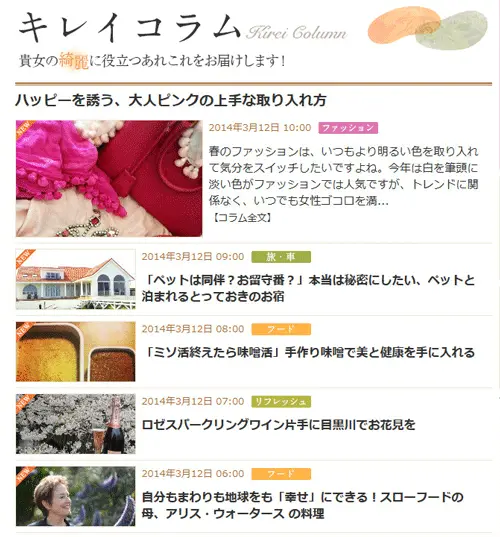 キレイコラム Kirei Column
貴女の綺麗に役立つあれこれをお届けします!
ハッピーを誘う、大人ピンクの上手な取り入れ方
NEW
2014年3月12日 10:00 ファッション
春のファッションは、いつもより明るい色を取り入れ
て気分をスイッチしたいですよね。今年は白を筆頭に
淡い色がファッションでは人気ですが、トレンドに関
係なく、いつでも女性ゴコロを満...
【コラム全文】
NEW
2014年3月12日 09:00 旅・車
「ペットは同伴?お留守番?」本当は秘密にしたい、ペットと
泊まれるとっておきのお宿
NEW
2014年3月12日 08:00 フード
「ミソ活終えたら味噌活」手作り味噌で美と健康を手に入れる
NEW
2014年3月12日 07:00 リフレッシュ
ロゼスパークリングワイン片手に目黒川でお花見を
NEW
2014年3月12日 06:00 フード
自分もまわりも地球をも「幸せ」にできる!スローフードの
母、アリス・ウォータース の料理